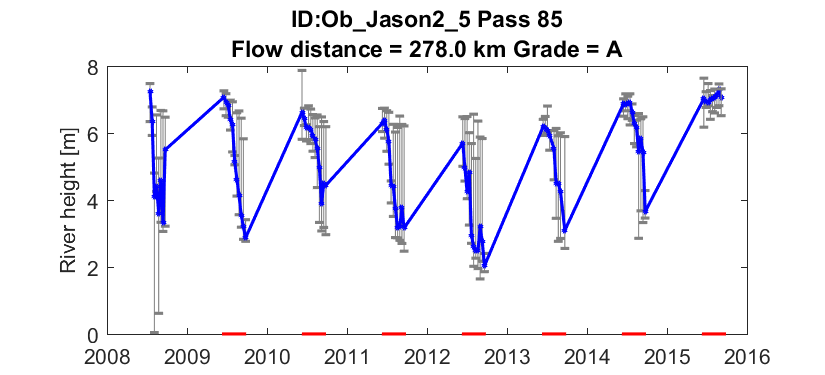 ID:Ob_Jason2_5 Pass 85
Flow distance = 278.0 km Grade = A
River height [m]
8
6
4
2
0
2008 2009 2010 2011 2012 2013 2014 2015 2016